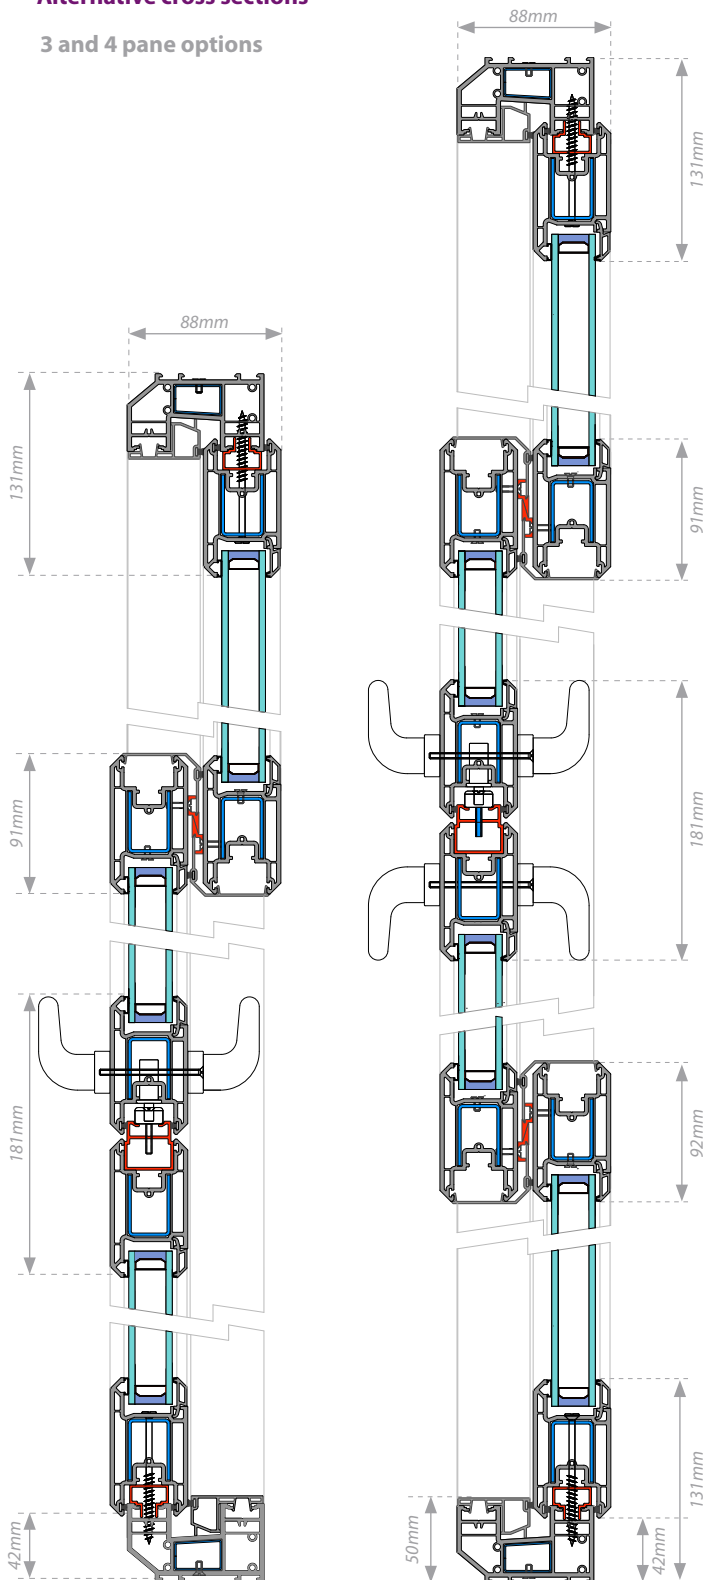 Alternative cross sections
3 and 4 pane options
88mm
131mm
91mm
181mm
42mm
88mm
131mm
91mm
181mm
92mm
131mm
50mm
42mm